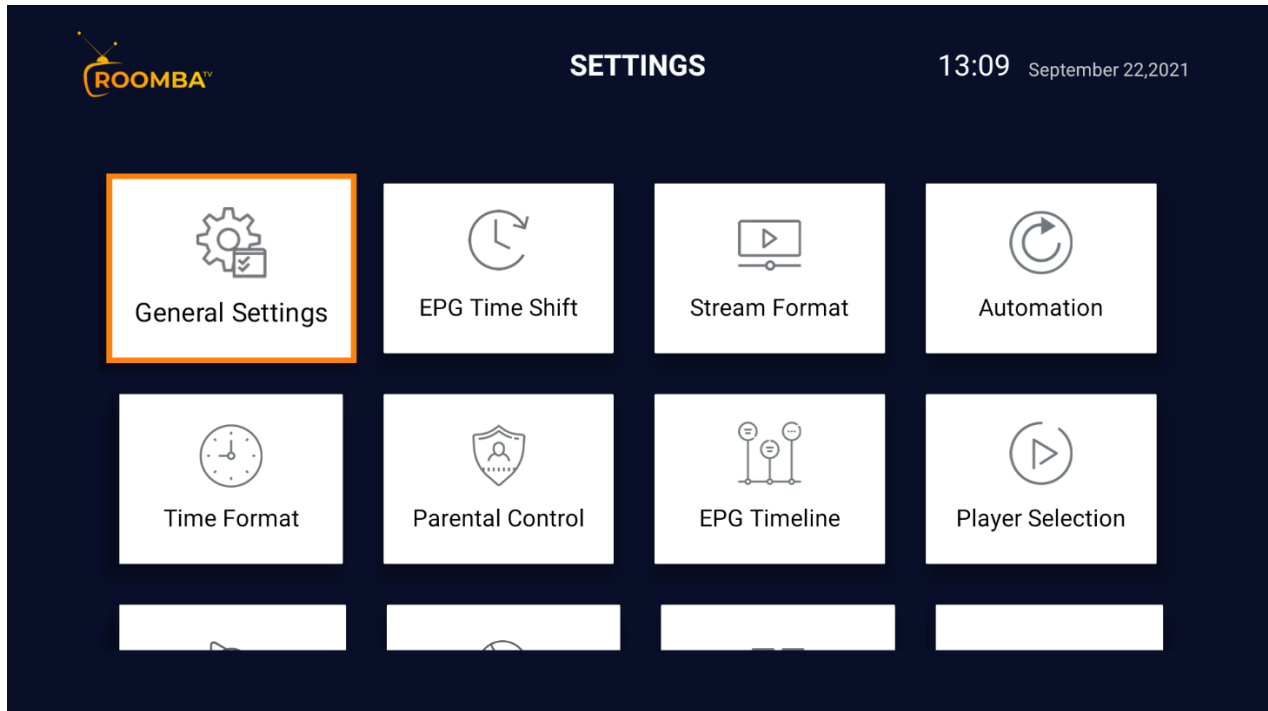 ROOMBA TV
SETTINGS
13:09 September 22,2021
General Settings
EPG Time Shift
Stream Format
Automation
Time Format
Parental Control
EPG Timeline
Player Selection